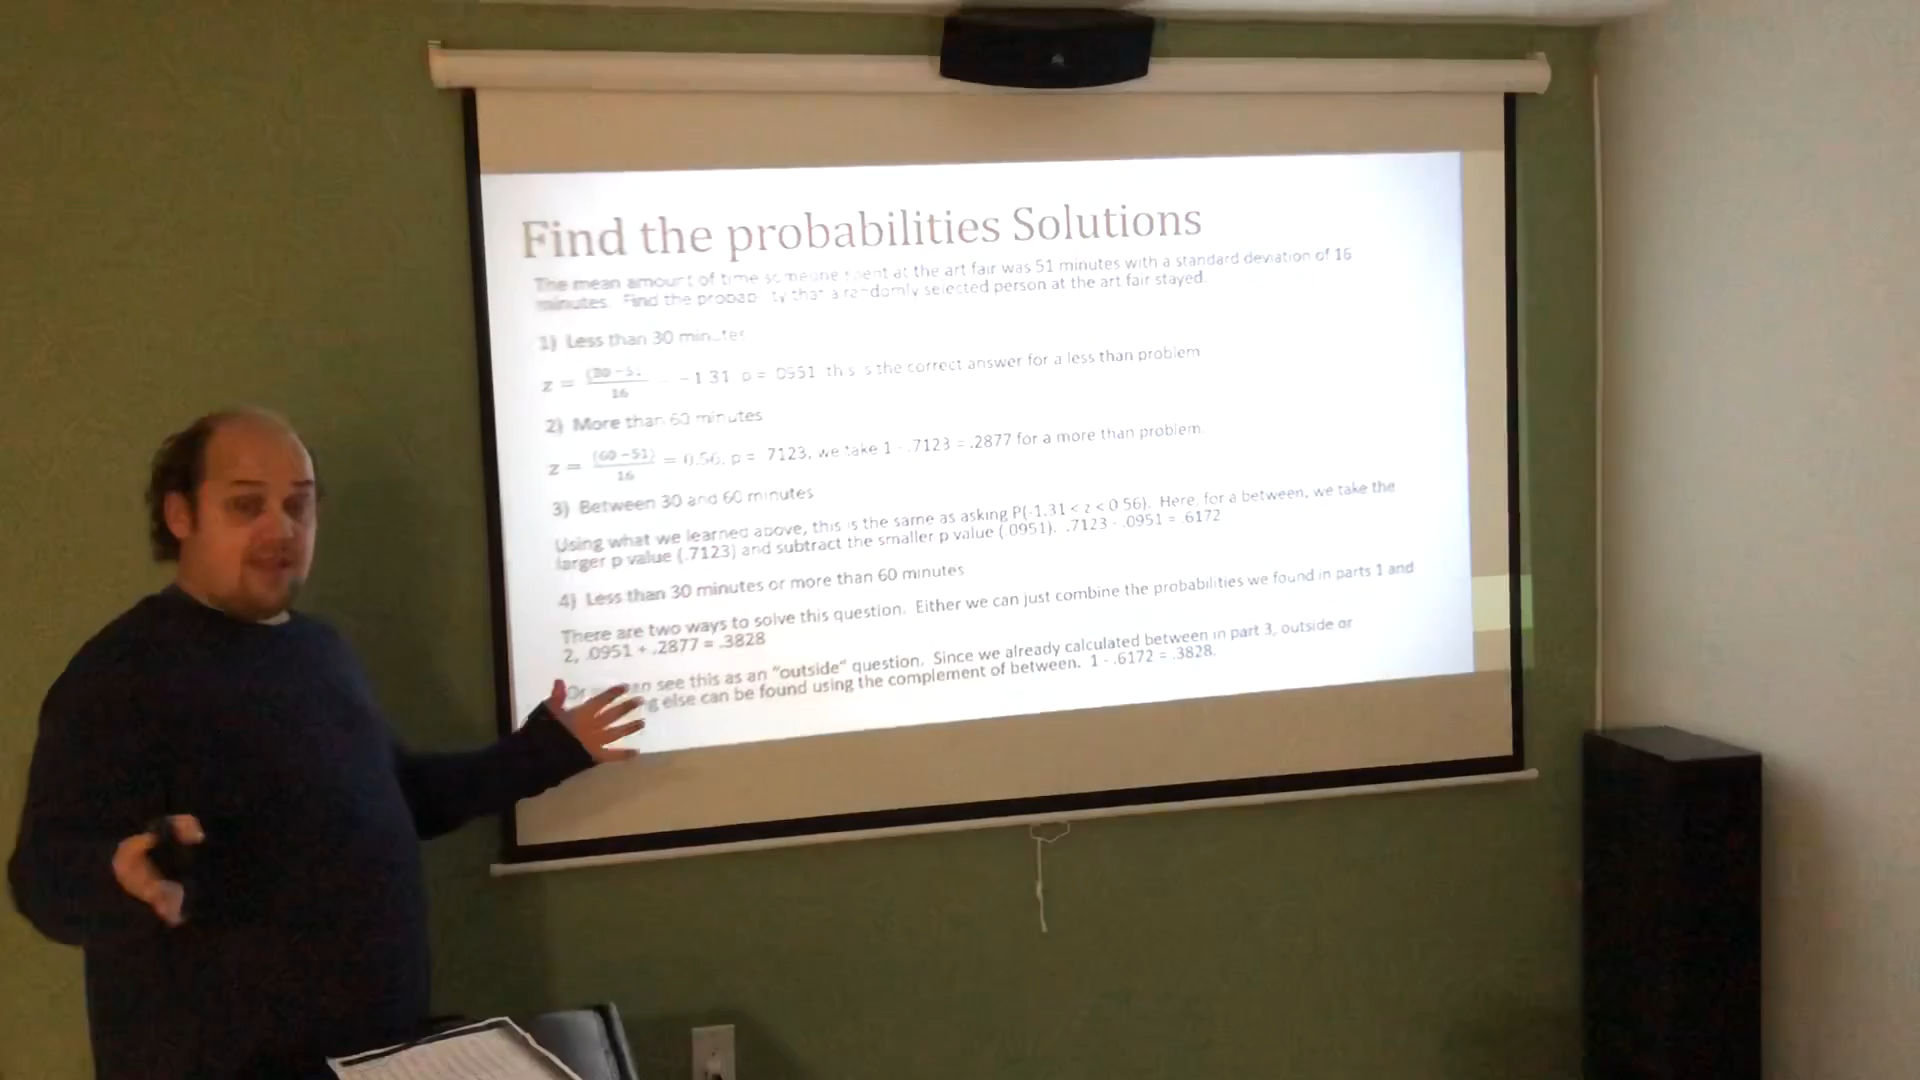 Find the probabilities Solutions
The mean amount of time someone spent at the art fair was 51 minutes with a standard deviation of 16
minutes. Find the probability that a randomly selected person at the art fair stayed
1) Less than 30 minutes
z = (30 - 51 / 16 = -1.31 p = .0951 this is the correct answer for a less than problem
2) More than 60 minutes
z = (60 - 51) / 16 = 0.56, p = .7123, we take 1 - .7123 = .2877 for a more than problem
3) Between 30 and 60 minutes
Using what we learned above, this is the same as asking P(-1.31 < z < 0.56). Here, for a between, we take the
larger p value (.7123) and subtract the smaller p value (.0951). .7123 - .0951 = .6172
4) Less than 30 minutes or more than 60 minutes
There are two ways to solve this question. Either we can just combine the probabilities we found in parts 1 and
2, .0951 + .2877 = .3828
Or see this as an "outside" question. Since we already calculated between in part 3, outside or
else can be found using the complement of between. 1 - .6172 = .3828.